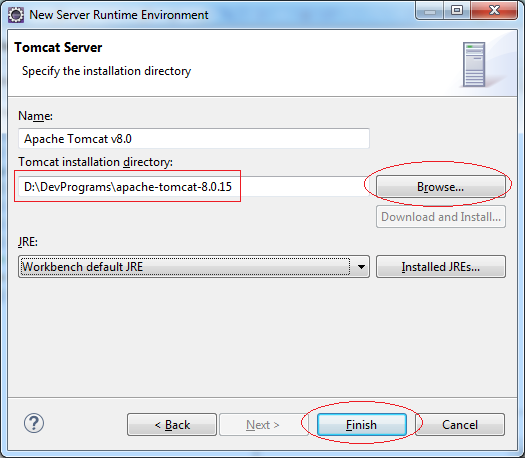 New Server Runtime Environment
Tomcat Server
Specify the installation directory
Name:
Apache Tomcat v8.0
Tomcat installation directory:
D:\DevPrograms\apache-tomcat-8.0.15
Browse...
Download and Install...
JRE:
Workbench default JRE
Installed JREs...
?
< Back
Next >
Finish
Cancel